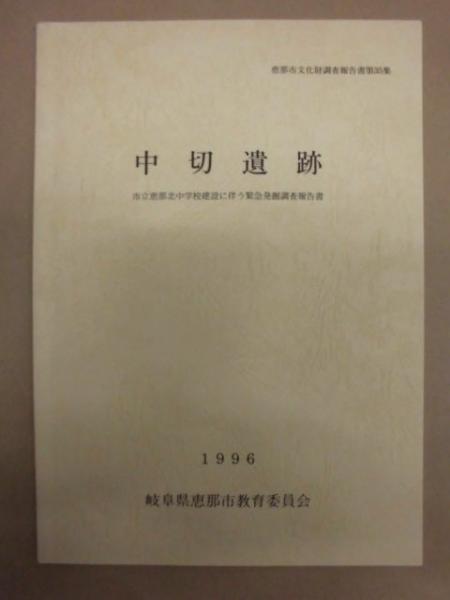 恵那市文化財調査報告書第35集
中切遺跡
市立恵那北中学校建設に伴う緊急発掘調査報告書
1996
岐阜県恵那市教育委員会